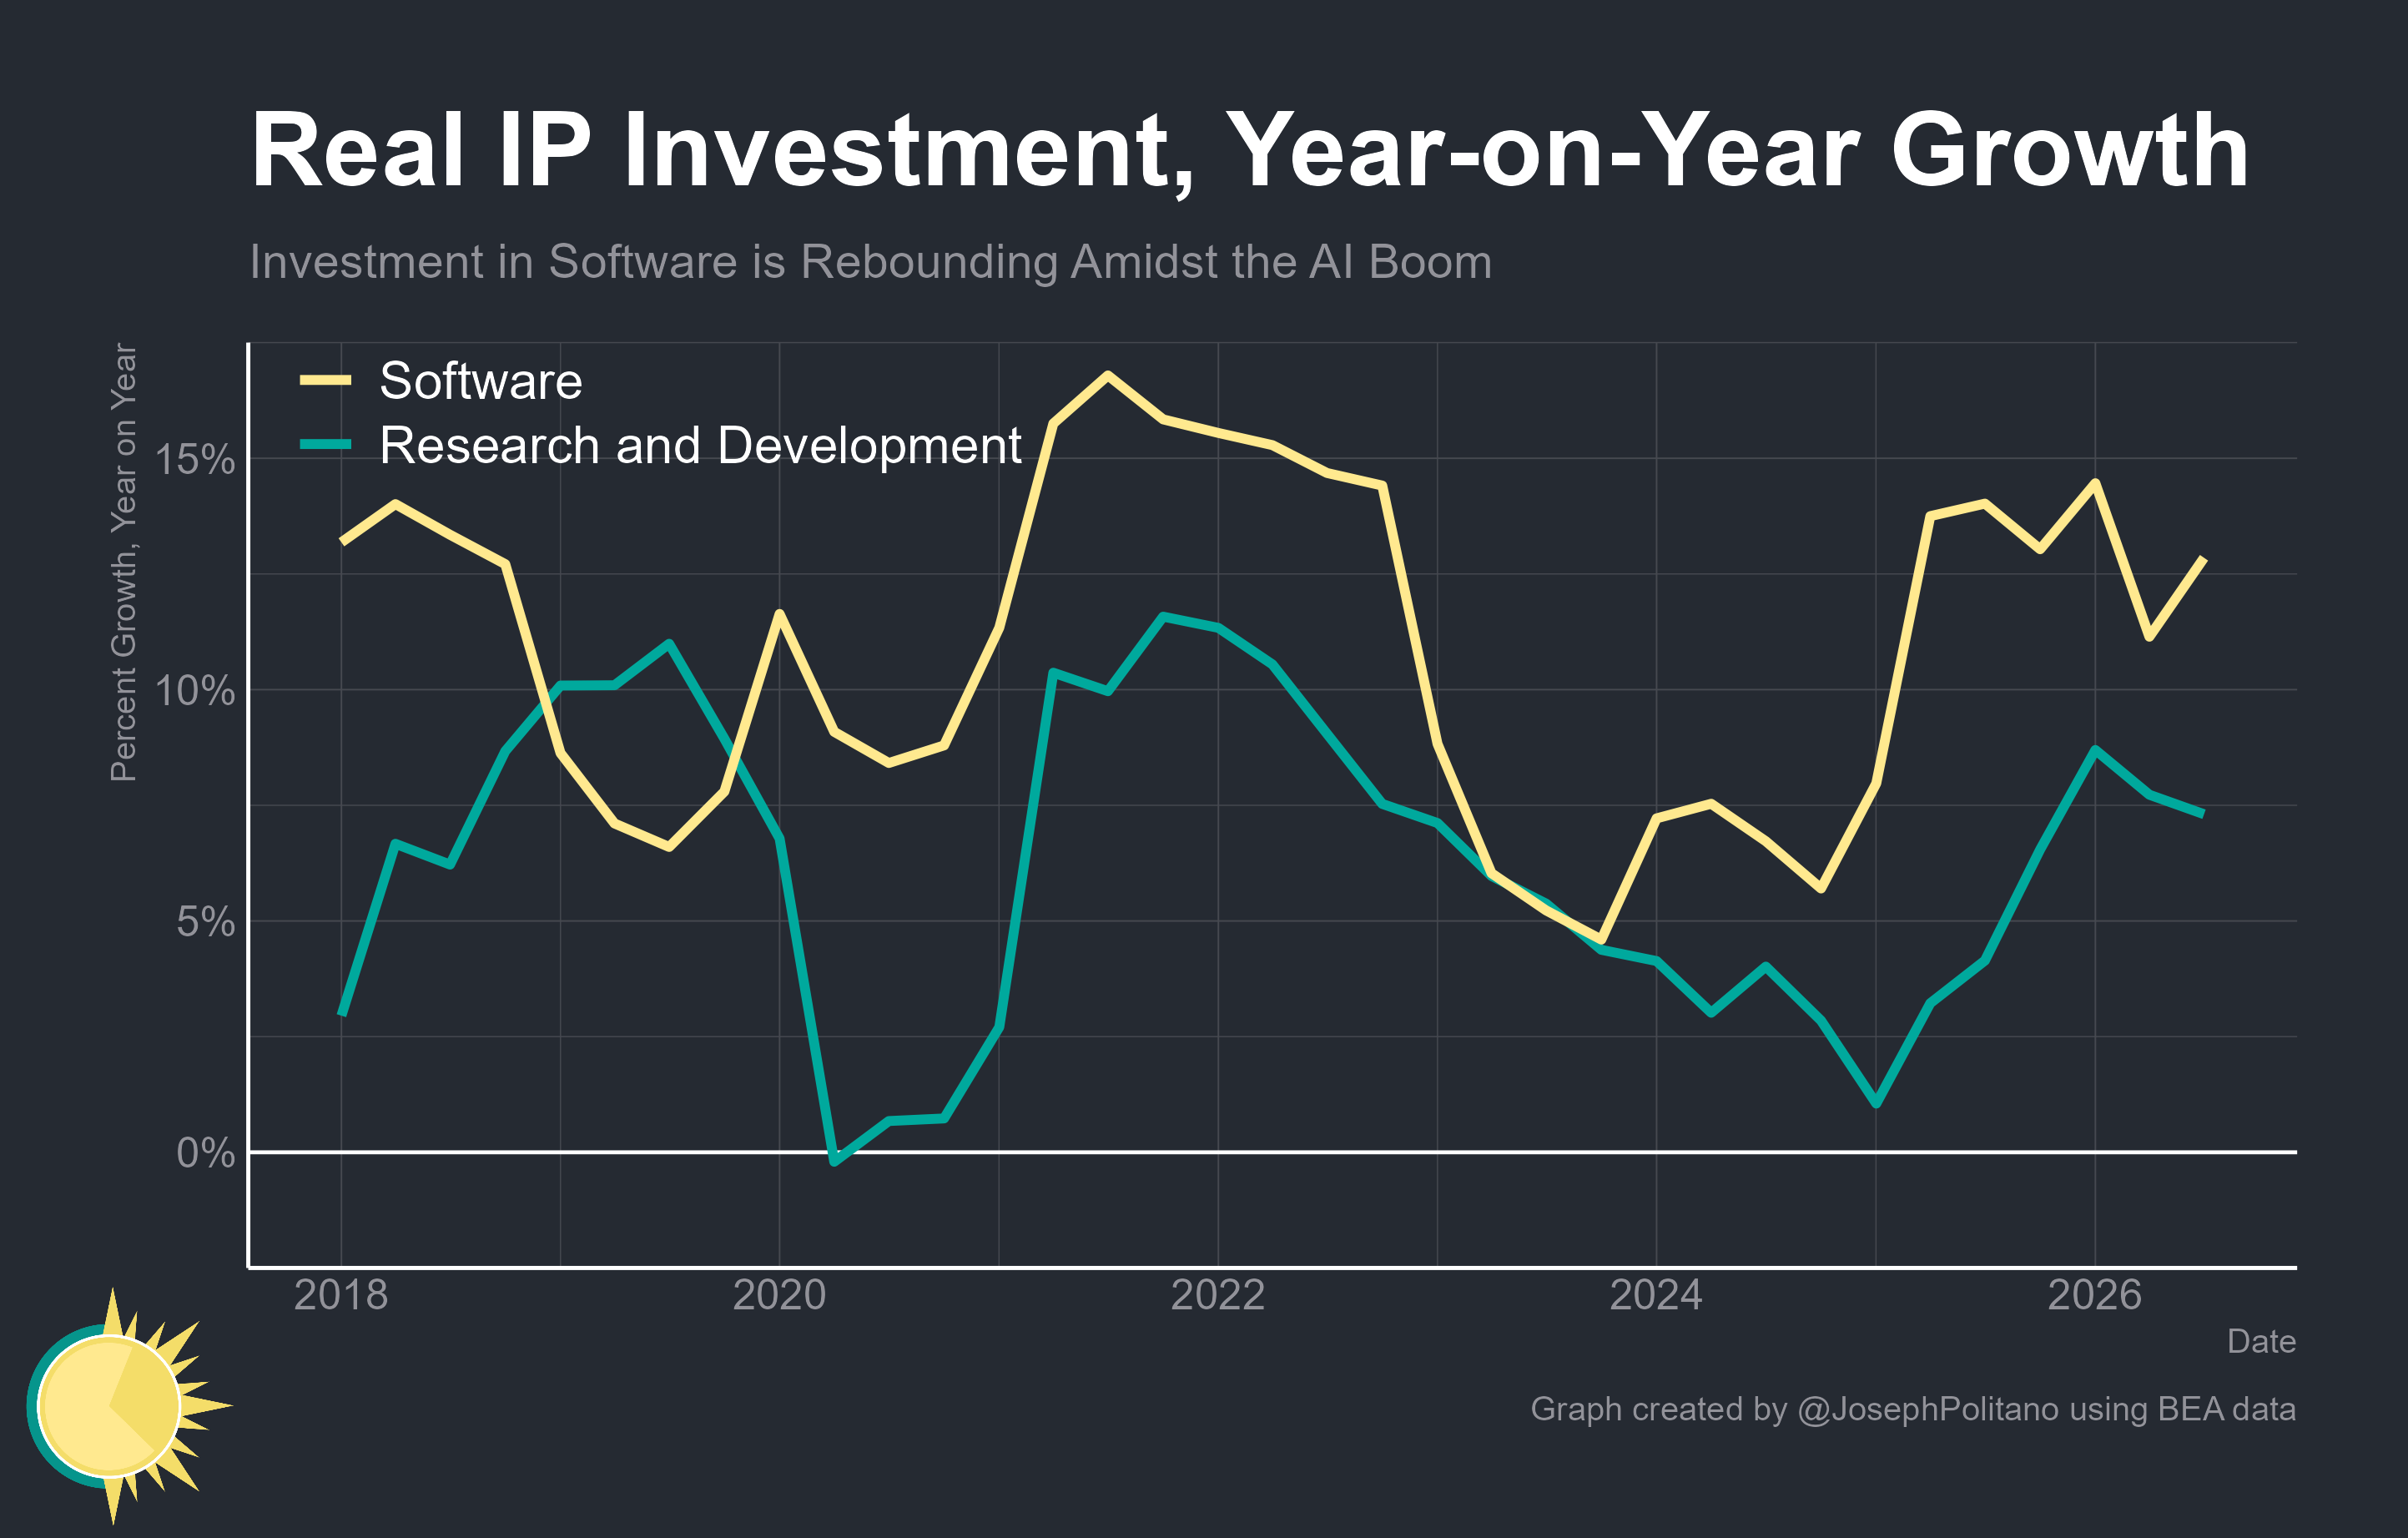 Real IP Investment, Year-on-Year Growth
Investment in Software is Rebounding Amidst the AI Boom
Percent Growth, Year on Year
Software
Research and Development
15%
10%
5%
0%
2018
2020
2022
2024
2026
Date
Graph created by @JosephPolitano using BEA data